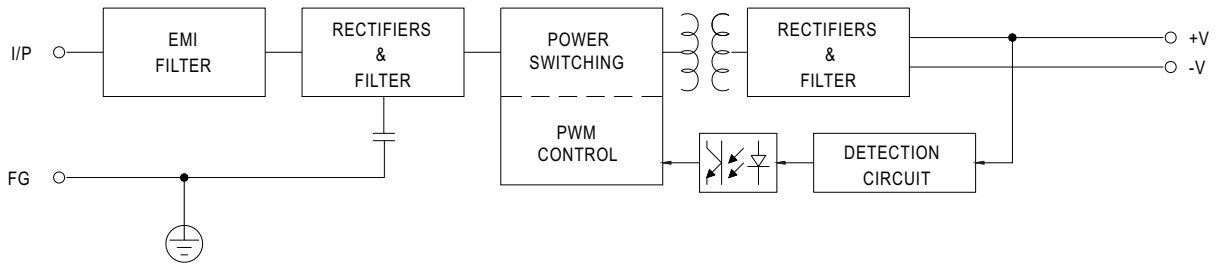 I/P
EMI
FILTER
RECTIFIERS
&
FILTER
POWER
SWITCHING
PWM
CONTROL
RECTIFIERS
&
FILTER
+V
-V
DETECTION
CIRCUIT
FG